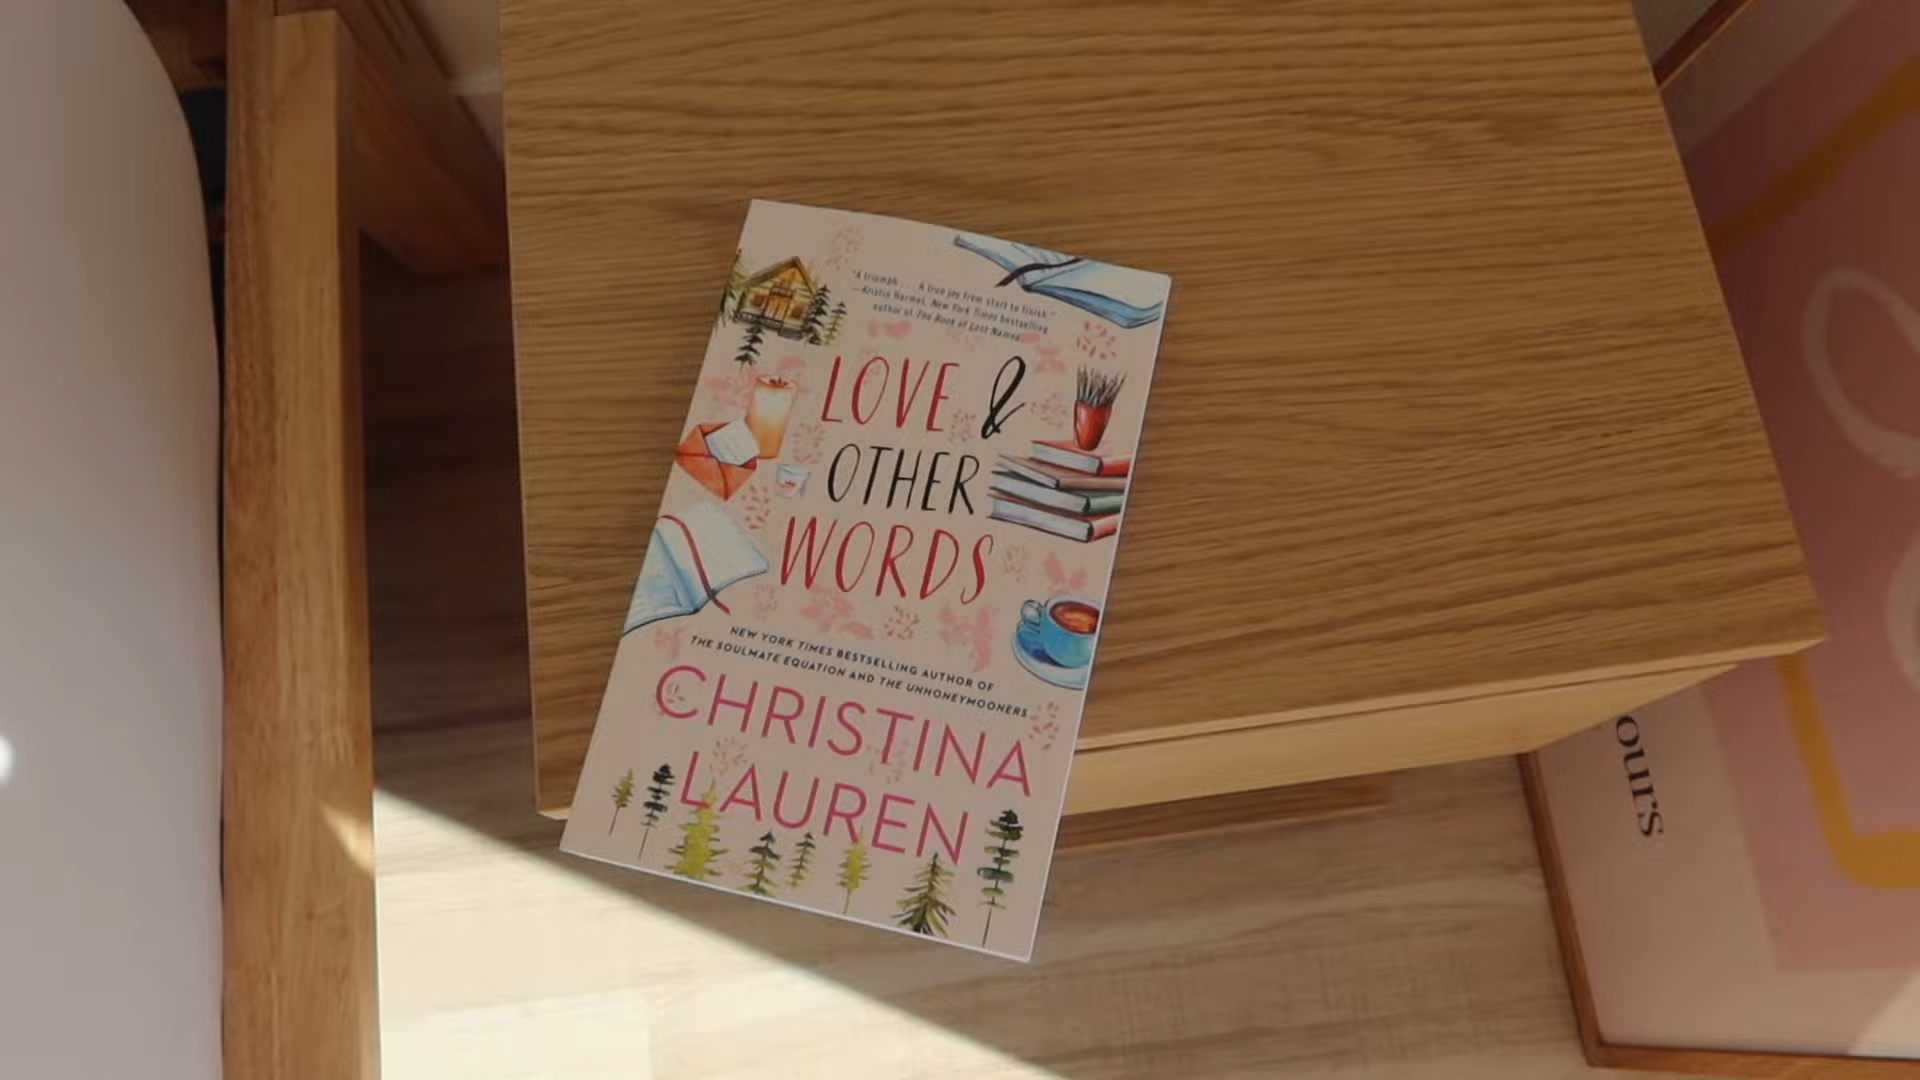 "A triumph . . . A true joy from start to finish."
—Kristin Harmel, New York Times bestselling
author of The Book of Lost Names
LOVE &
OTHER
WORDS
NEW YORK TIMES BESTSELLING AUTHOR OF
THE SOULMATE EQUATION AND THE UNHONEYMOONERS
CHRISTINA
LAUREN
ours